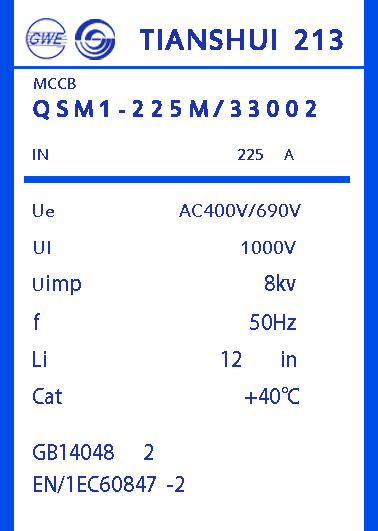 GWE TIANSHUI 213
MCCB
QSM1-225M/33002
IN 225 A
Ue AC400V/690V
UI 1000V
Uimp 8kv
f 50Hz
Li 12 in
Cat +40℃
GB14048 2
EN/1EC60847 -2